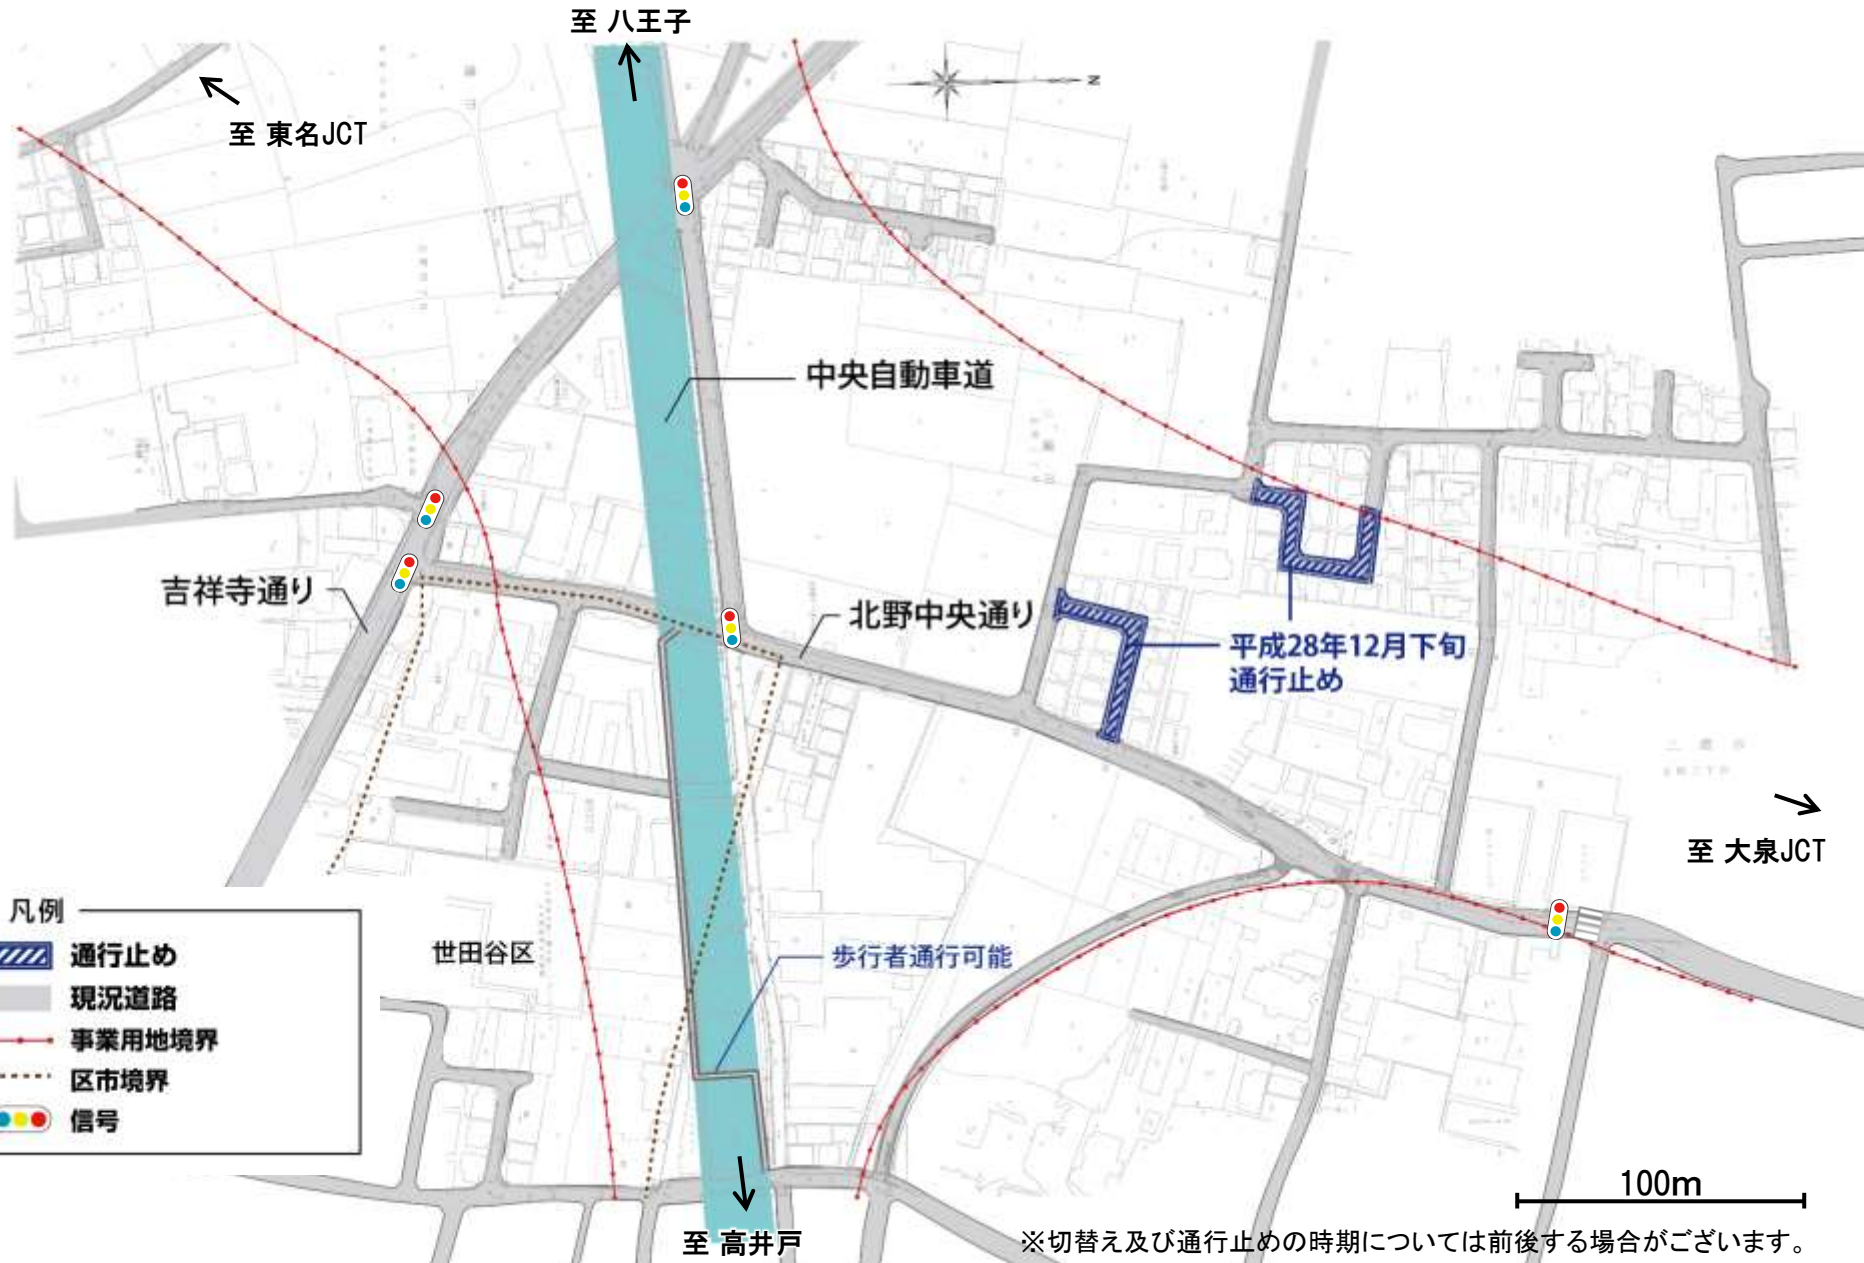 至 八王子
至 東名JCT
N
中央自動車道
吉祥寺通り
北野中央通り
平成28年12月下旬
通行止め
至 大泉JCT
凡例
通行止め
現況道路
事業用地境界
区市境界
信号
世田谷区
歩行者通行可能
100m
至 高井戸
※切替え及び通行止めの時期については前後する場合がございます。